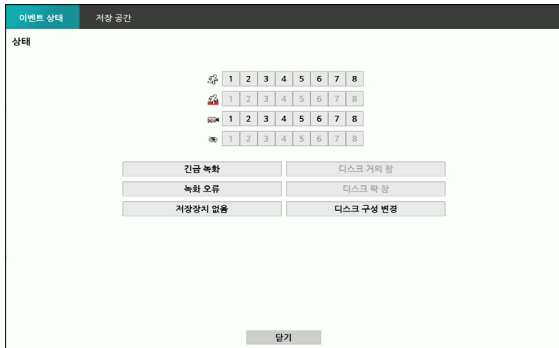 이벤트 상태 저장 공간
상태
1 2 3 4 5 6 7 8
1 2 3 4 5 6 7 8
1 2 3 4 5 6 7 8
1 2 3 4 5 6 7 8
긴급 녹화 디스크 거의 참
녹화 오류 디스크 꽉 참
저장장치 없음 디스크 구성 변경
닫기